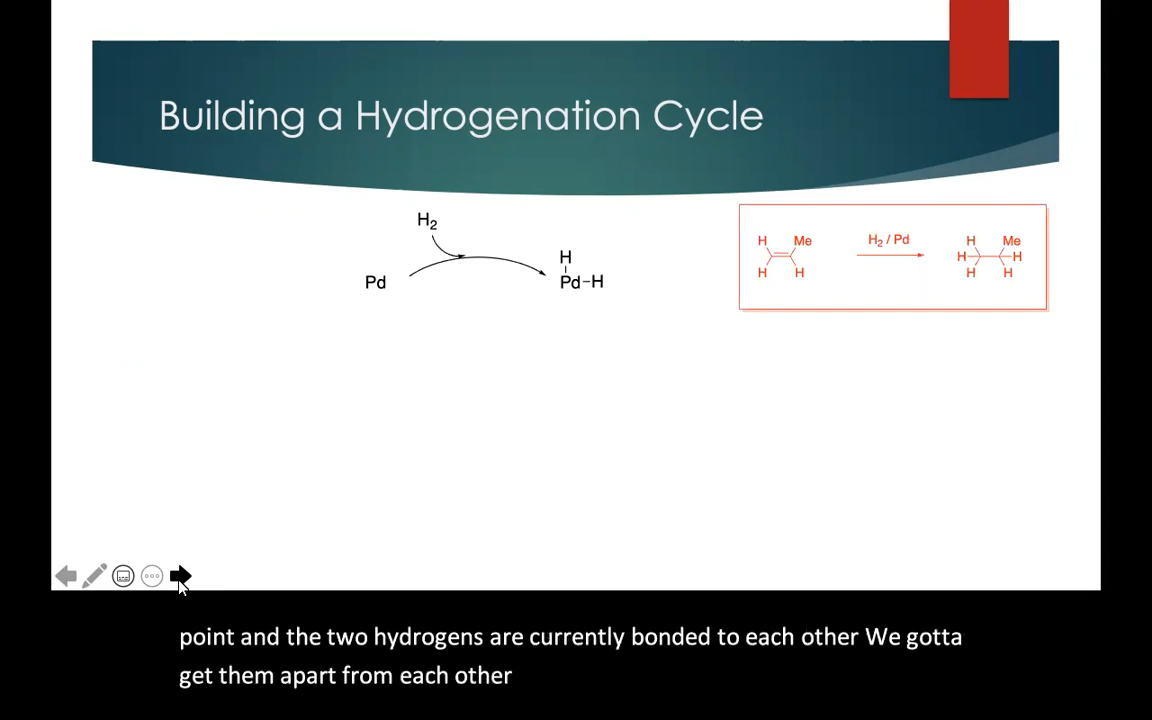 Building a Hydrogenation Cycle
H₂
H
Pd
Pd–H
H Me
H₂ / Pd
H Me
H H
H H
H H
point and the two hydrogens are currently bonded to each other We gotta
get them apart from each other